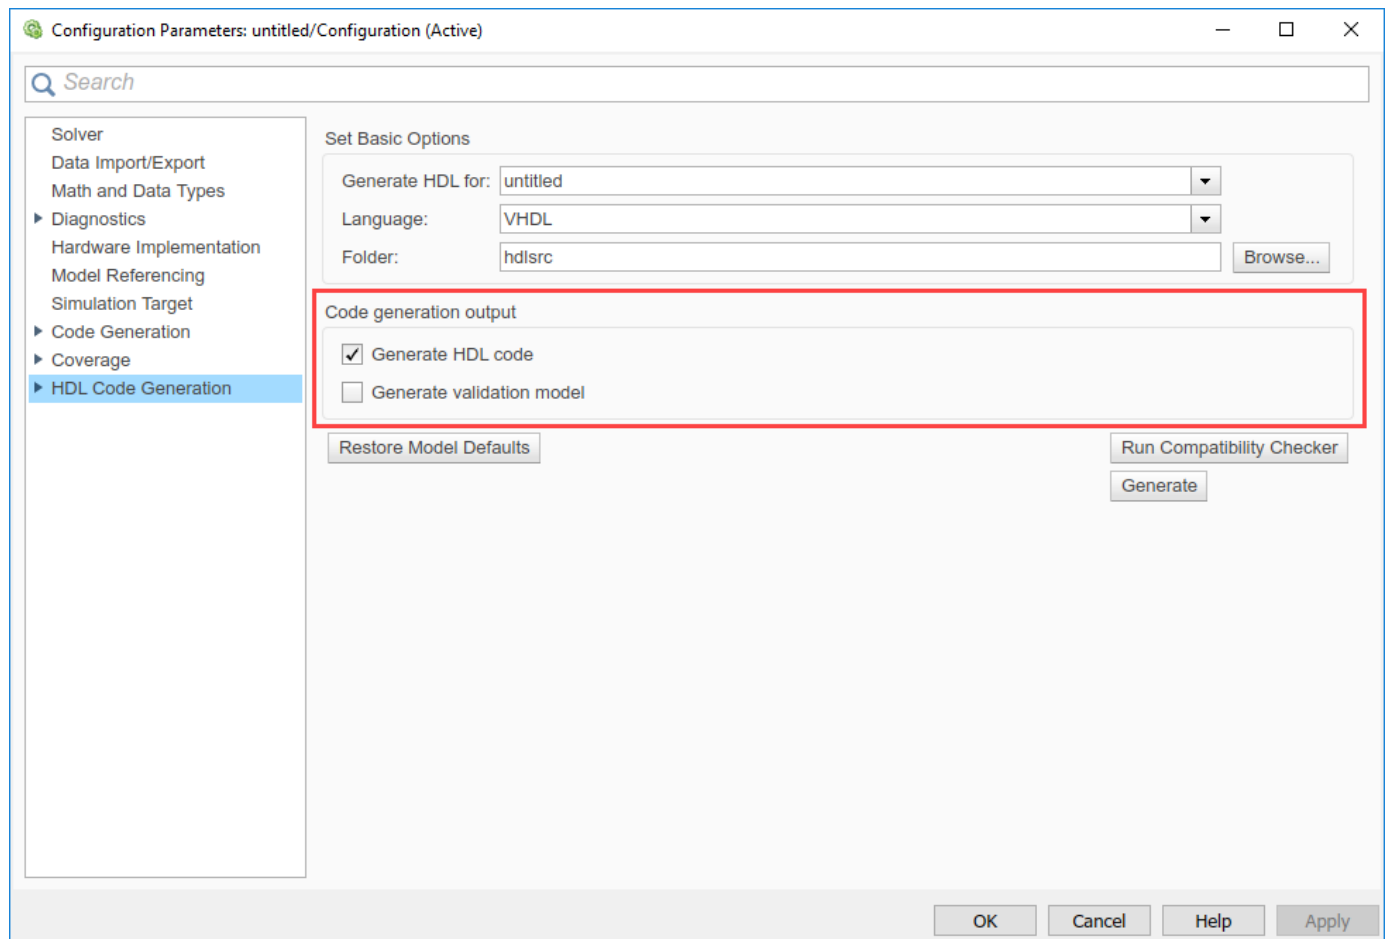 Configuration Parameters: untitled/Configuration (Active)
Search
Solver
Data Import/Export
Math and Data Types
Diagnostics
Hardware Implementation
Model Referencing
Simulation Target
Code Generation
Coverage
HDL Code Generation
Set Basic Options
Generate HDL for: untitled
Language: VHDL
Folder: hdlsrc Browse...
Code generation output
Generate HDL code
Generate validation model
Restore Model Defaults Run Compatibility Checker
Generate
OK Cancel Help Apply